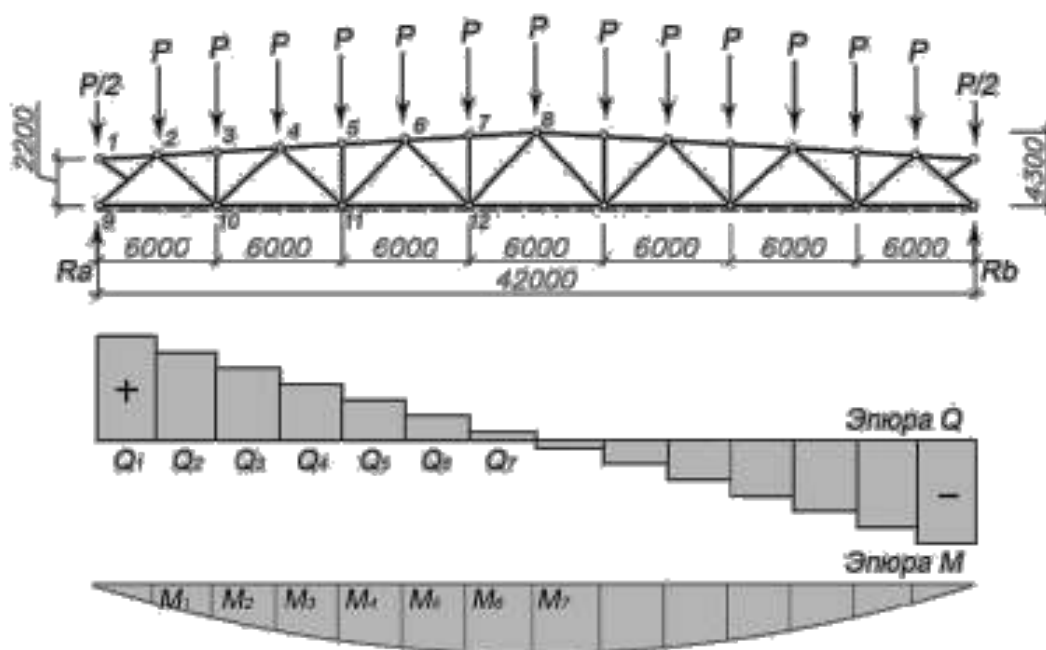 P P P P P P P P P P P P P
P/2 P/2
1 2 3 4 5 6 7 8
2200
4300
9 10 11 12
6000 6000 6000 6000 6000 6000 6000
Ra Rb
42000
+
Эпюра Q
Q1 Q2 Q3 Q4 Q5 Q6 Q7
-
Эпюра M
M1 M2 M3 M4 M5 M6 M7